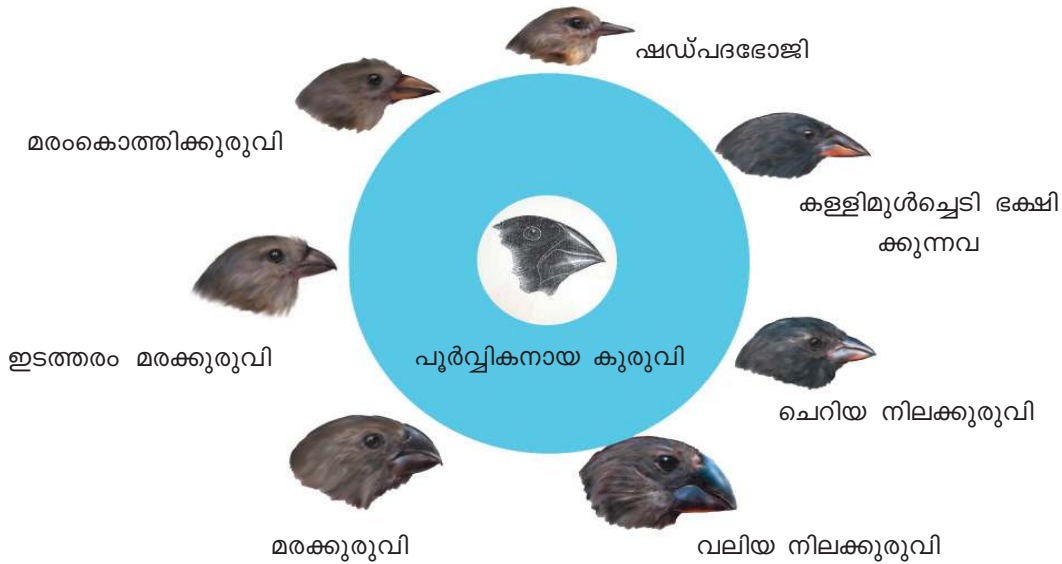 ഷഡ്പദഭോജി
മരംകൊത്തിക്കുരുവി
കള്ളിമുൾച്ചെടി ഭക്ഷി
ക്കുന്നവ
ഇടത്തരം മരക്കുരുവി
പൂർവ്വികനായ കുരുവി
ചെറിയ നിലക്കുരുവി
മരക്കുരുവി
വലിയ നിലക്കുരുവി